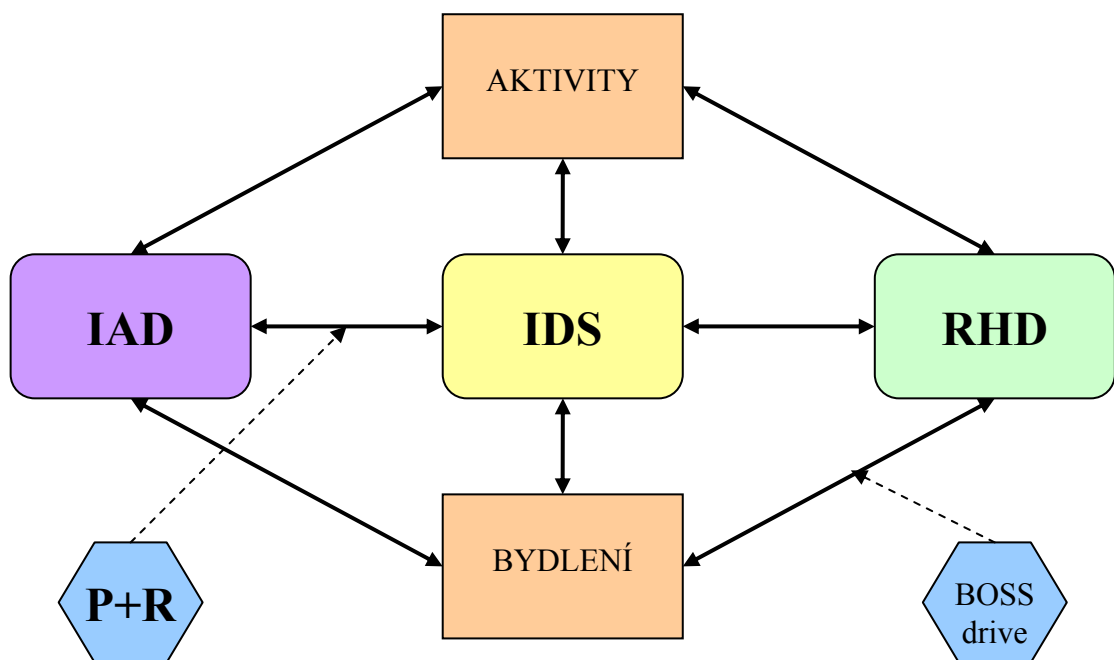 AKTIVITY
IAD
IDS
RHD
BYDLENÍ
P+R
BOSS
drive